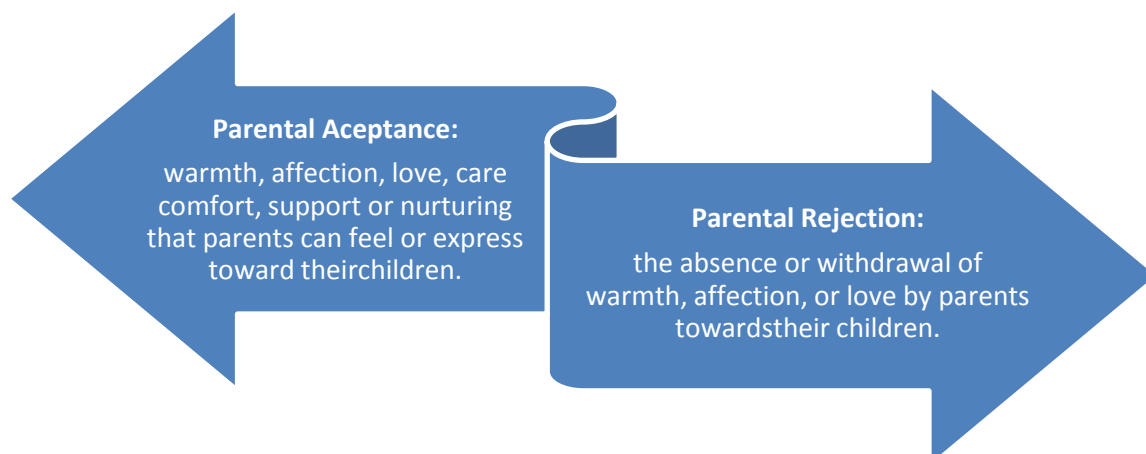 Parental Aceptance:
warmth, affection, love, care
comfort, support or nurturing
that parents can feel or express
toward theirchildren.
Parental Rejection:
the absence or withdrawal of
warmth, affection, or love by parents
towardstheir children.